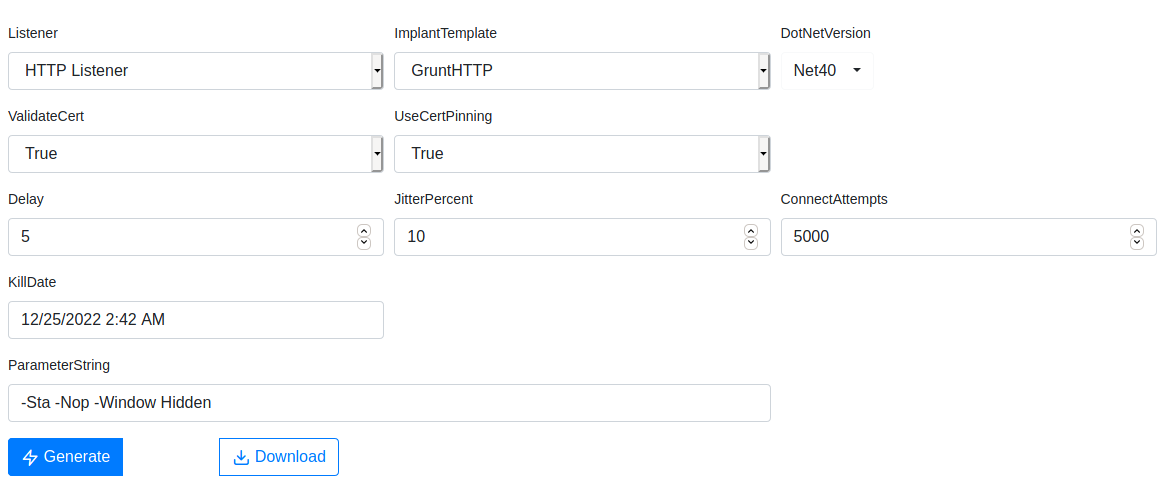 Listener ImplantTemplate DotNetVersion
HTTP Listener GruntHTTP Net40
ValidateCert UseCertPinning
True True
Delay JitterPercent ConnectAttempts
5 10 5000
KillDate
12/25/2022 2:42 AM
ParameterString
-Sta -Nop -Window Hidden
Generate Download